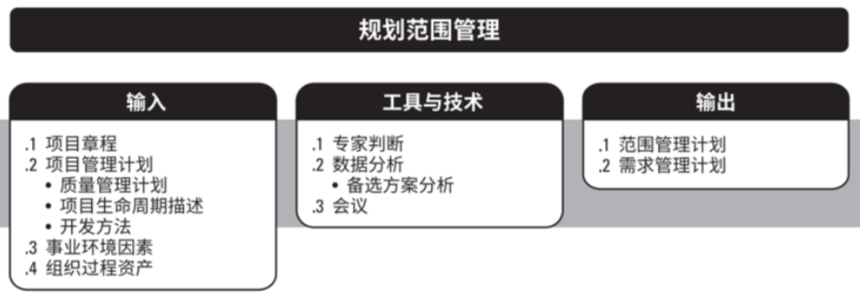 规划范围管理
输入
.1 项目章程
.2 项目管理计划
• 质量管理计划
• 项目生命周期描述
• 开发方法
.3 事业环境因素
.4 组织过程资产
工具与技术
.1 专家判断
.2 数据分析
• 备选方案分析
.3 会议
输出
.1 范围管理计划
.2 需求管理计划